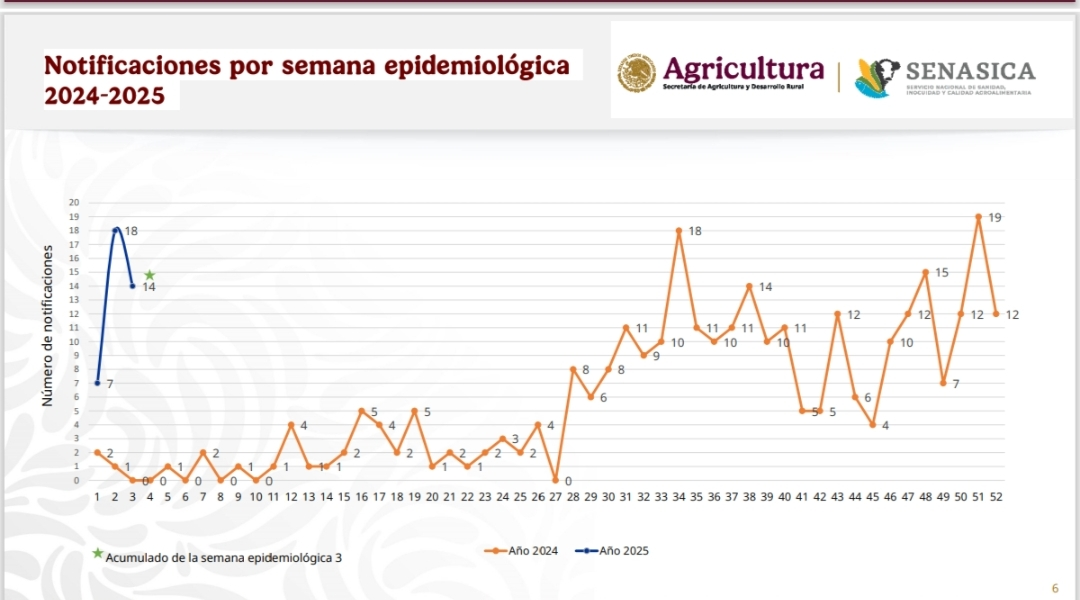 Notificaciones por semana epidemiológica
2024-2025
Agricultura
Secretaría de Agricultura y Desarrollo Rural
SENASICA
SERVICIO NACIONAL DE SANIDAD,
INOCUIDAD Y CALIDAD AGROALIMENTARIA
Número de notificaciones
20
19
18
17
16
15
14
13
12
11
10
9
8
7
6
5
4
3
2
1
0
7 18 14
2 1 0 0 1 0 2 0 1 0 1 4 1 1 2 5 4 2 5 1 2 1 2 3 2 4 0 8 6 8 11 9 10 18 11 10 11 14 10 11 5 5 12 6 4 10 12 15 7 12 19 12
1 2 3 4 5 6 7 8 9 10 11 12 13 14 15 16 17 18 19 20 21 22 23 24 25 26 27 28 29 30 31 32 33 34 35 36 37 38 39 40 41 42 43 44 45 46 47 48 49 50 51 52
Acumulado de la semana epidemiológica 3
Año 2024 Año 2025
6